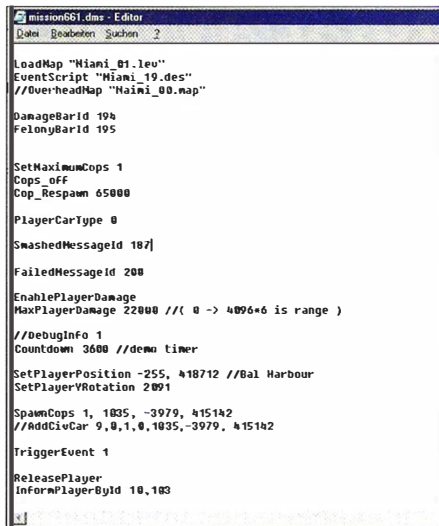 mission661.dms - Editor
Datei Bearbeiten Suchen ?
LoadMap "Miami_01.lev"
EventScript "Miami_19.des"
//OverheadMap "Naimi_00.map"
DamageBarId 194
FelonyBarId 195
SetMaximumCops 1
Cops_off
Cop_Respawn 65000
PlayerCarType 0
SmashedMessageId 187
FailedMessageId 208
EnablePlayerDamage
MaxPlayerDamage 22000 //( 0 -> 4096*6 is range )
//DebugInfo 1
Countdown 3600 //demo timer
SetPlayerPosition -255, 418712 //Bal Harbour
SetPlayerYRotation 2091
SpawnCops 1, 1035, -3979, 415142
//AddCivCar 9,0,1,0,1035,-3979, 415142
TriggerEvent 1
ReleasePlayer
InformPlayerById 10,103